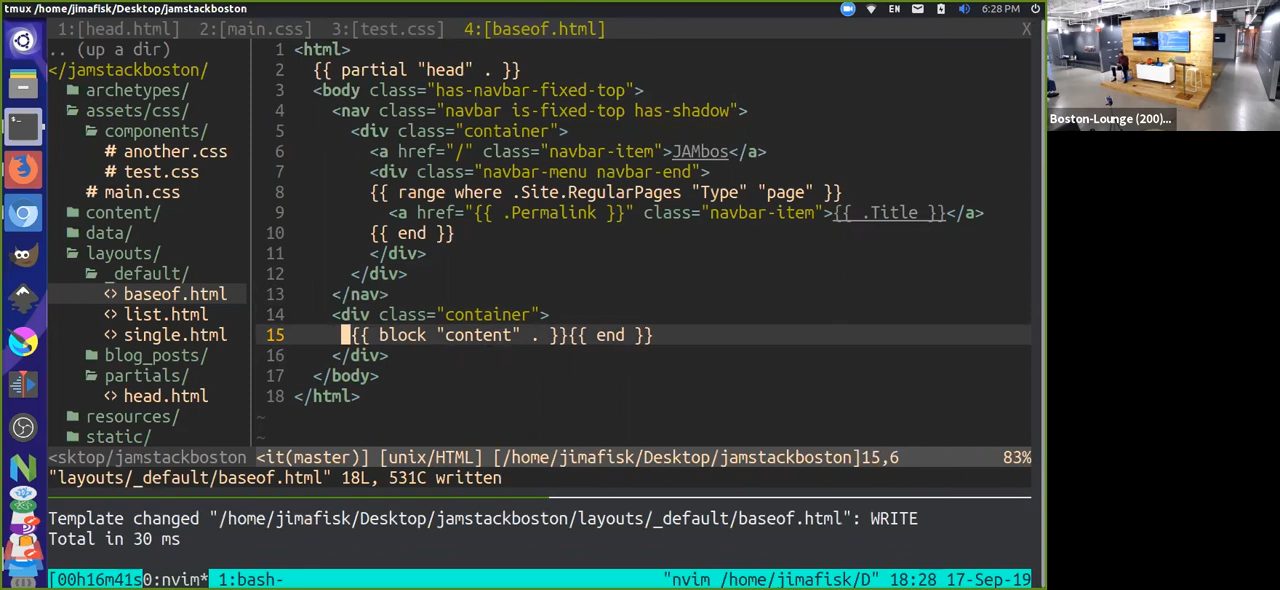 tmux /home/jimafisk/Desktop/jamstackboston
EN 6:28 PM
1:[head.html] 2:[main.css] 3:[test.css] 4:[baseof.html] X
.. (up a dir)
</jamstackboston/
archetypes/
assets/css/
components/
# another.css
# test.css
# main.css
content/
data/
layouts/
_default/
<> baseof.html
<> list.html
<> single.html
blog_posts/
partials/
<> head.html
resources/
static/
1 <html>
2 {{ partial "head" . }}
3 <body class="has-navbar-fixed-top">
4 <nav class="navbar is-fixed-top has-shadow">
5 <div class="container">
6 <a href="/" class="navbar-item">JAMbos</a>
7 <div class="navbar-menu navbar-end">
8 {{ range where .Site.RegularPages "Type" "page" }}
9 <a href="{{ .Permalink }}" class="navbar-item">{{ .Title }}</a>
10 {{ end }}
11 </div>
12 </div>
13 </nav>
14 <div class="container">
15 {{ block "content" . }}{{ end }}
16 </div>
17 </body>
18 </html>
~
~
<sktop/jamstackboston <it(master)] [unix/HTML] [/home/jimafisk/Desktop/jamstackboston]15,6 83%
"layouts/_default/baseof.html" 18L, 531C written
Template changed "/home/jimafisk/Desktop/jamstackboston/layouts/_default/baseof.html": WRITE
Total in 30 ms
[00h16m41s0:nvim* 1:bash- "nvim /home/jimafisk/D" 18:28 17-Sep-19
Boston-Lounge (200)...